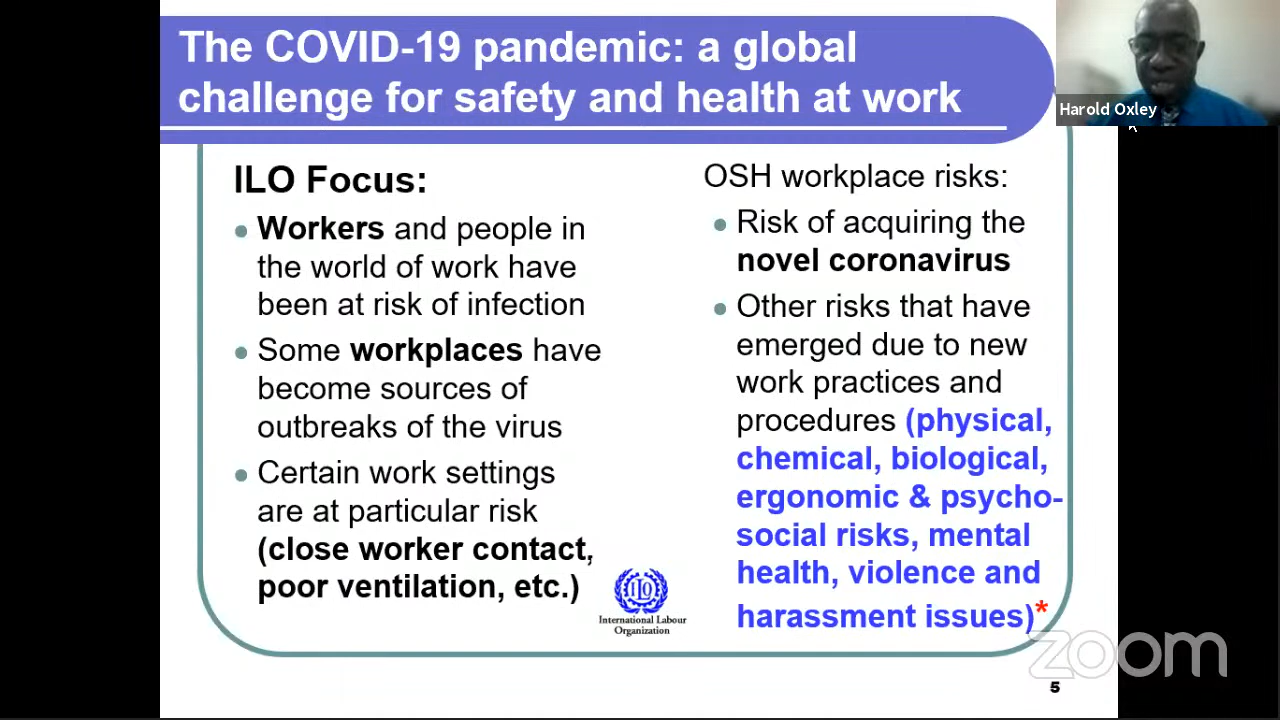 The COVID-19 pandemic: a global
challenge for safety and health at work
Harold Oxley
ILO Focus:
Workers and people in
the world of work have
been at risk of infection
Some workplaces have
become sources of
outbreaks of the virus
Certain work settings
are at particular risk
(close worker contact,
poor ventilation, etc.)
ILO
International Labour
Organization
OSH workplace risks:
Risk of acquiring the
novel coronavirus
Other risks that have
emerged due to new
work practices and
procedures (physical,
chemical, biological,
ergonomic & psycho-
social risks, mental
health, violence and
harassment issues)*
zoom
5